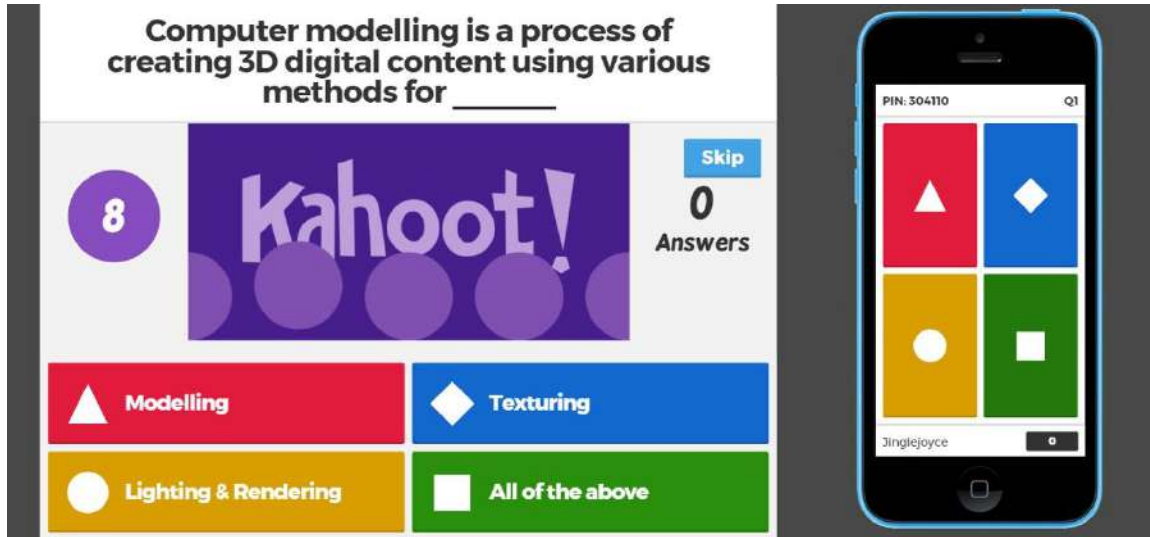 Computer modelling is a process of
creating 3D digital content using various
methods for ______
8
Kahoot!
Skip
0
Answers
Modelling
Texturing
Lighting & Rendering
All of the above
PIN: 304110 Q1
Jinglejoyce 0